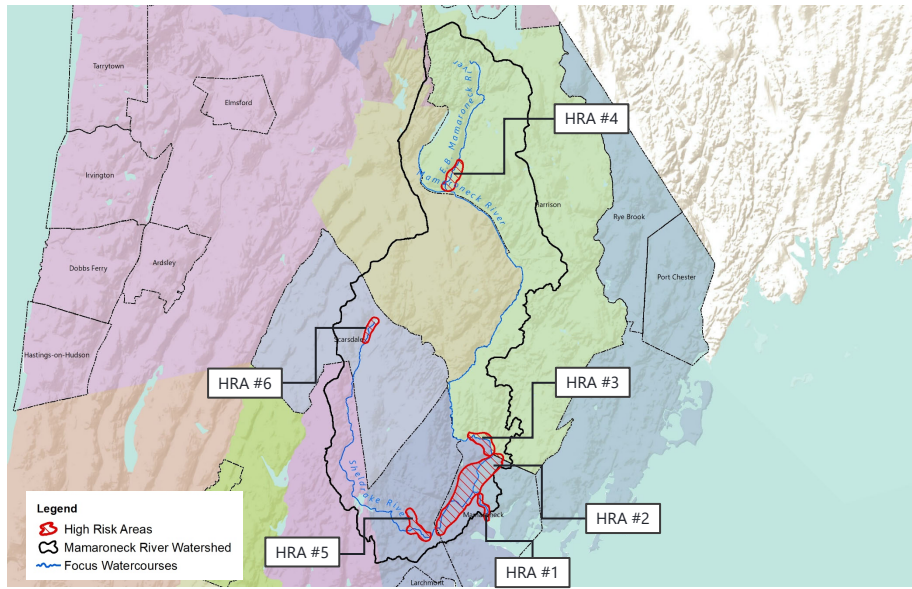 Tarrytown
Elmsford
HRA #4
River
E.B. Mamaroneck Ri
Irvington
Mamaroneck River
Harrison
Rye Brook
Dobbs Ferry
Ardsley
Port Chester
Scarsdale
Hastings-on-Hudson
HRA #6
HRA #3
Sheldrake River
Legend
High Risk Areas
Mamaroneck River Watershed
Focus Watercourses
Mamaroneck
HRA #2
HRA #5
HRA #1
Larchmont